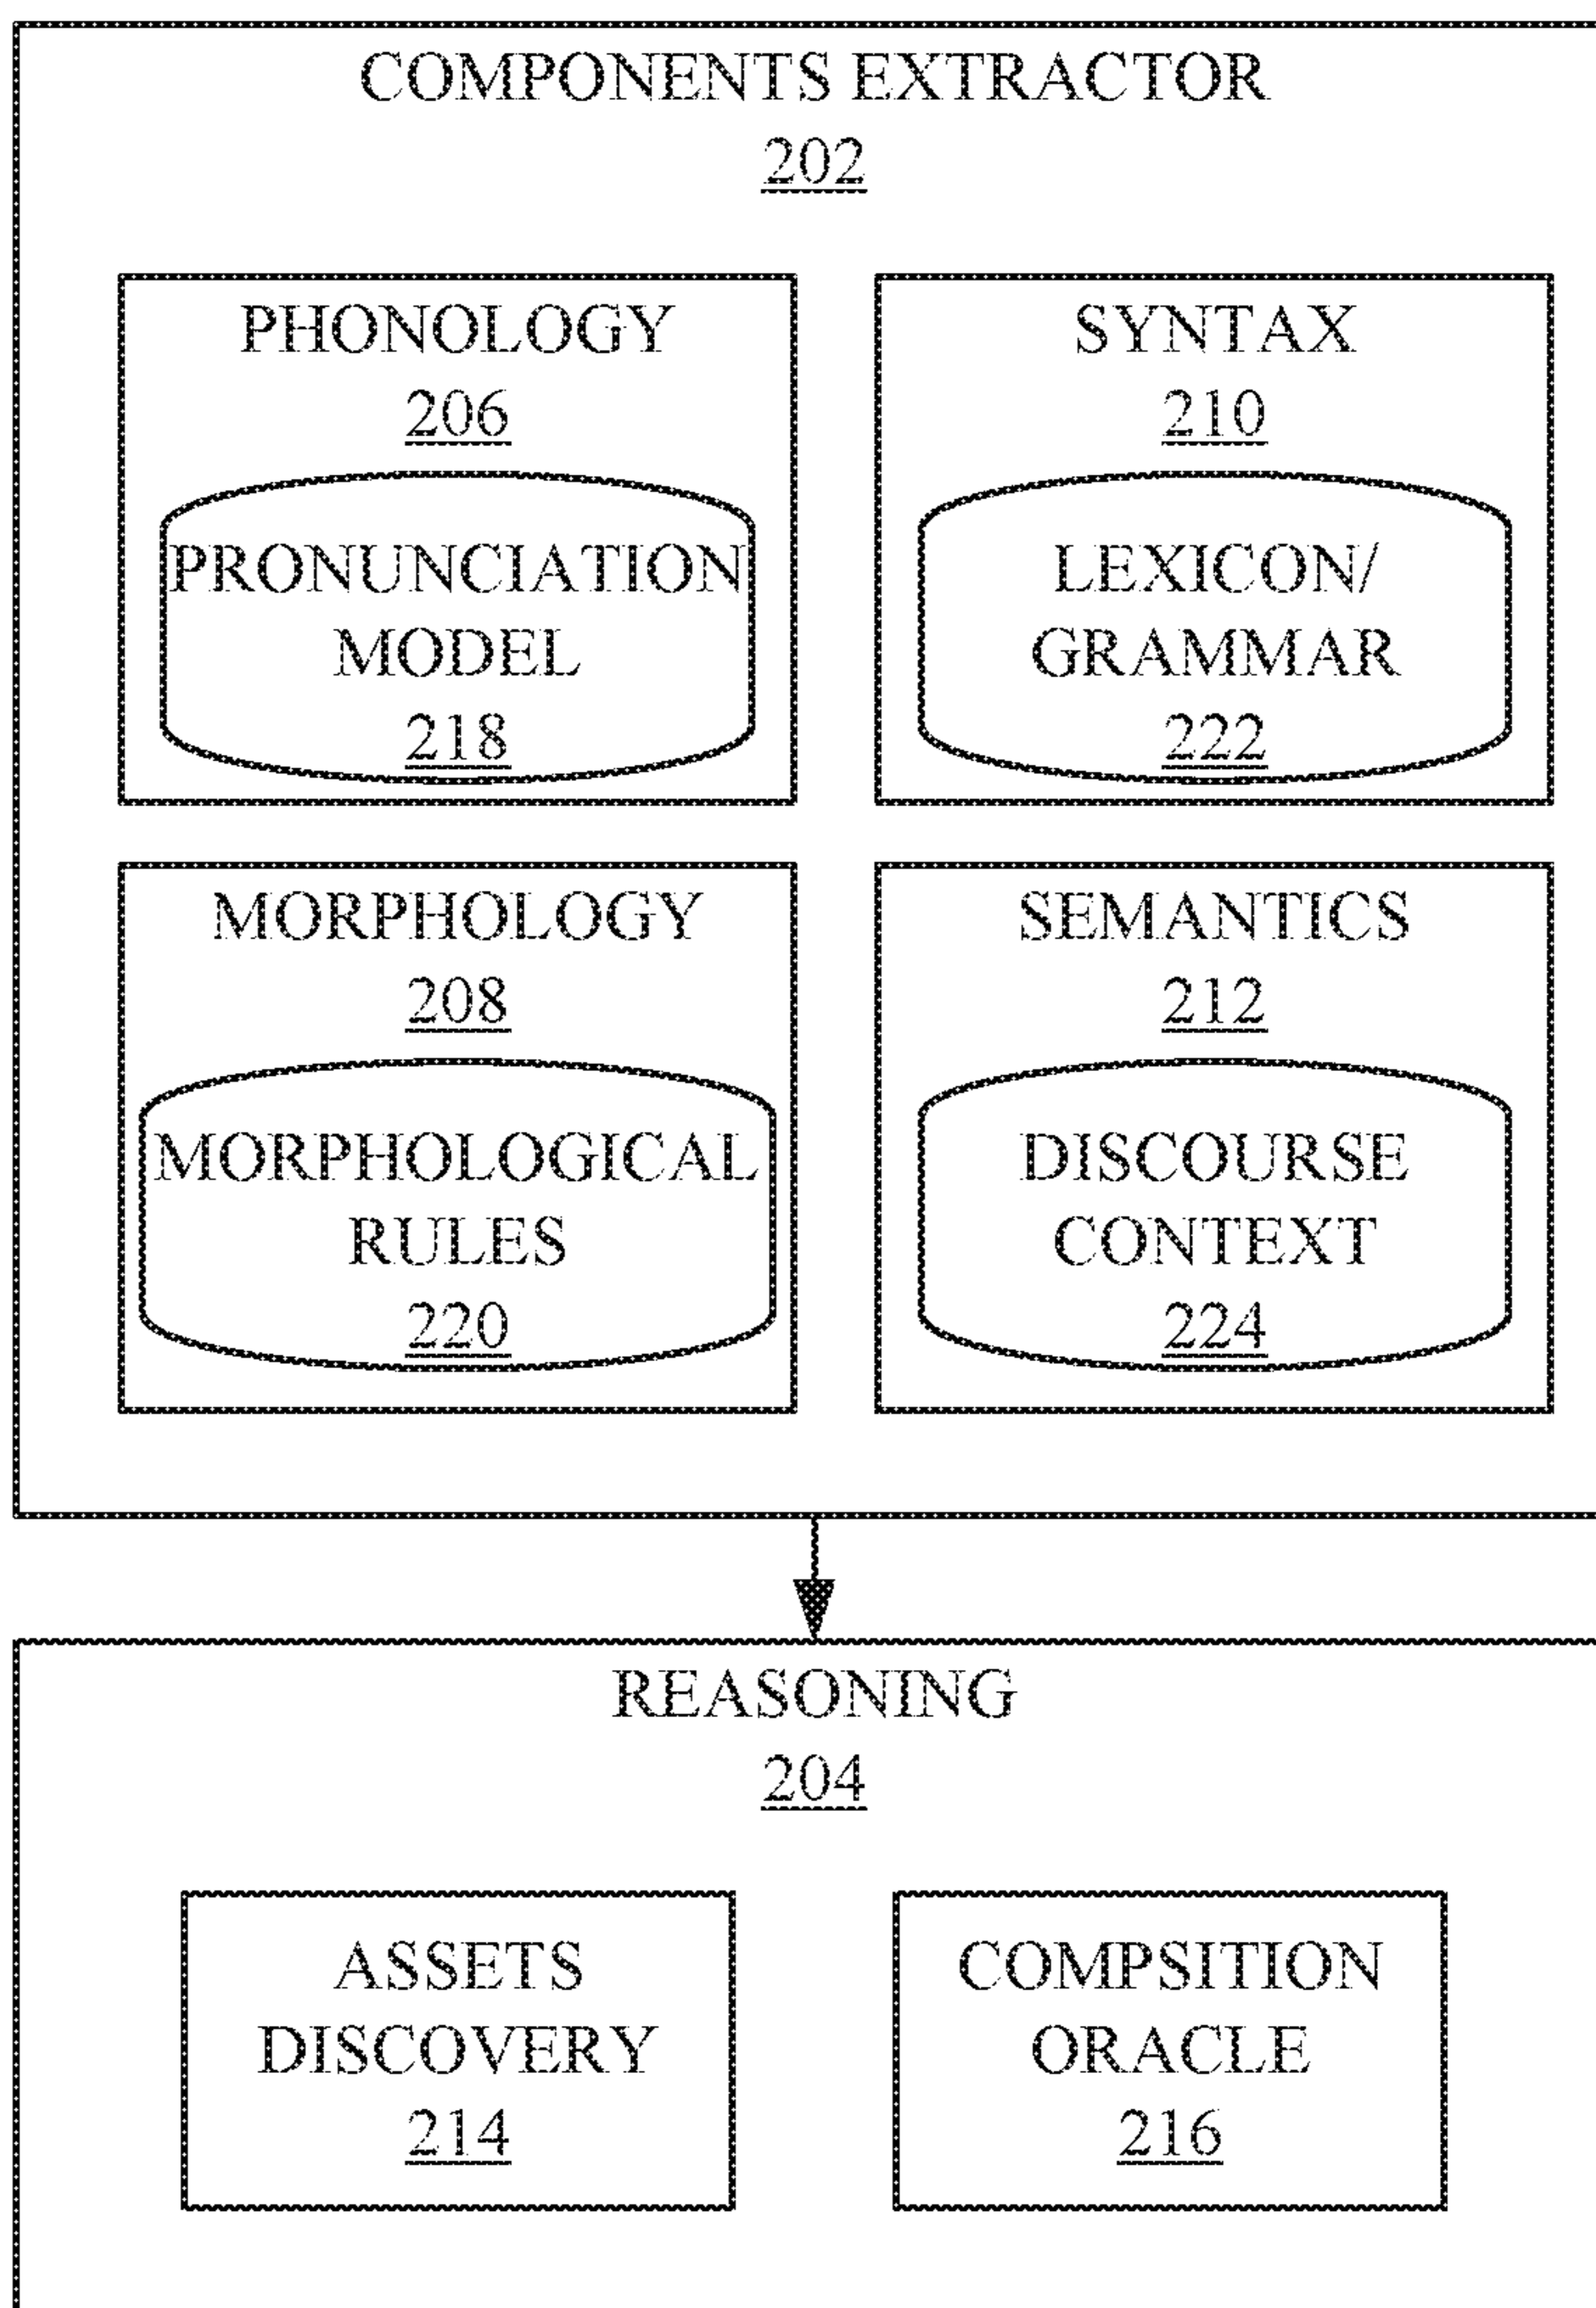 COMPONENTS EXTRACTOR
202
PHONOLOGY
206
PRONUNCIATION
MODEL
218
SYNTAX
210
LEXICON/
GRAMMAR
222
MORPHOLOGY
208
MORPHOLOGICAL
RULES
220
SEMANTICS
212
DISCOURSE
CONTEXT
224
REASONING
204
ASSETS
DISCOVERY
214
COMPSITION
ORACLE
216